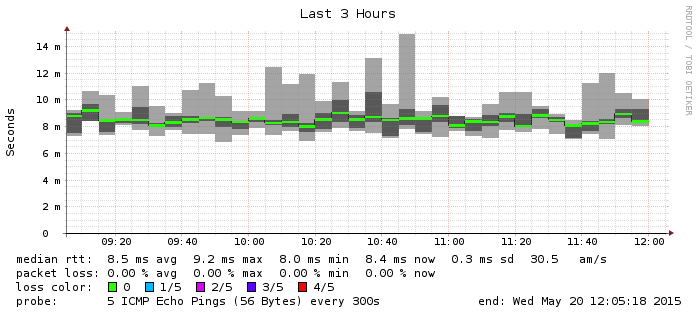 Last 3 Hours
RRDTOOL / TOBI OETIKER
Seconds
14 m
12 m
10 m
8 m
6 m
4 m
2 m
0
09:20 09:40 10:00 10:20 10:40 11:00 11:20 11:40 12:00
median rtt: 8.5 ms avg 9.2 ms max 8.0 ms min 8.4 ms now 0.3 ms sd 30.5 am/s
packet loss: 0.00 % avg 0.00 % max 0.00 % min 0.00 % now
loss color: 0 1/5 2/5 3/5 4/5
probe: 5 ICMP Echo Pings (56 Bytes) every 300s end: Wed May 20 12:05:18 2015